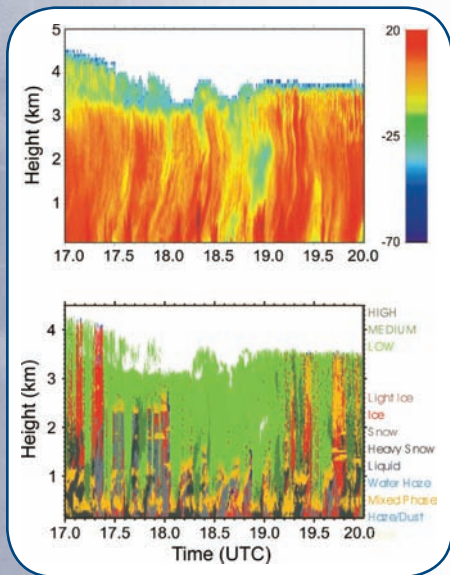 5
4
3
2
1
Height (km)
17.0 17.5 18.0 18.5 19.0 19.5 20.0
20
-25
-70
4
3
2
1
Height (km)
17.0 17.5 18.0 18.5 19.0 19.5 20.0
Time (UTC)
HIGH
MEDIUM
LOW
Light Ice
Ice
Snow
Heavy Snow
Liquid
Water Haze
Mixed Phase
Haze/Dust